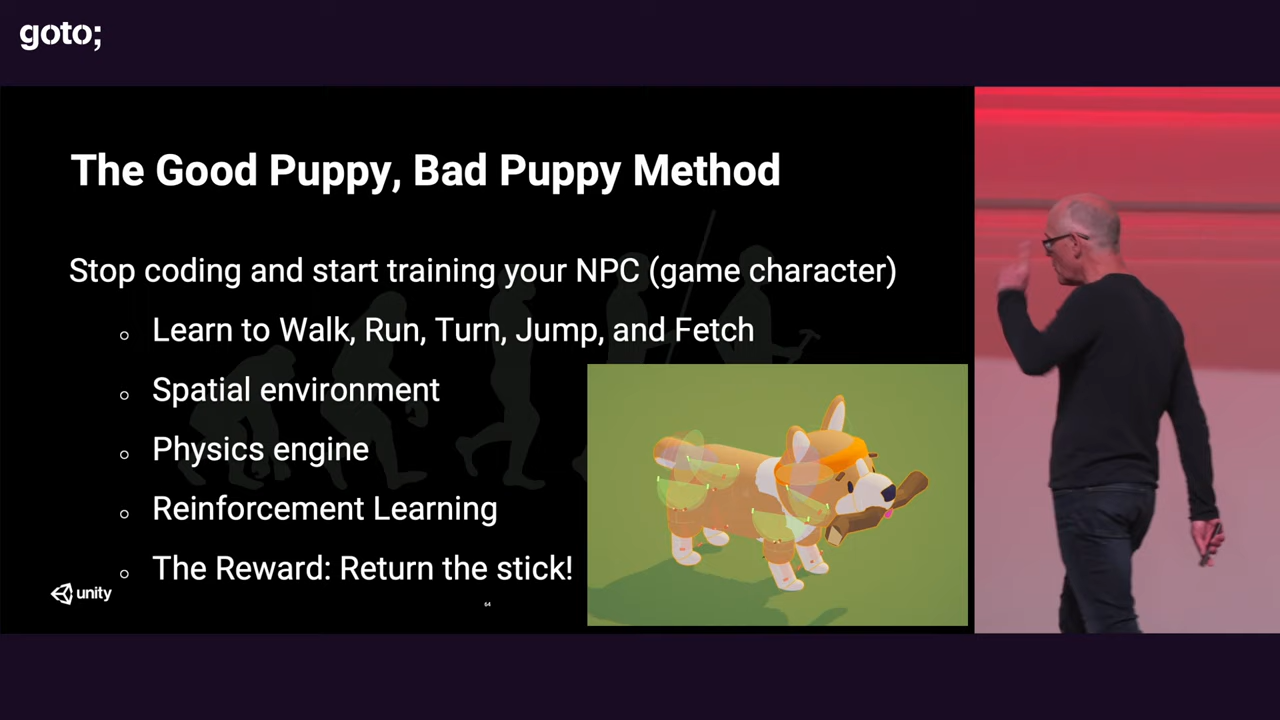 goto;
The Good Puppy, Bad Puppy Method
Stop coding and start training your NPC (game character)
Learn to Walk, Run, Turn, Jump, and Fetch
Spatial environment
Physics engine
Reinforcement Learning
The Reward: Return the stick!
unity
64